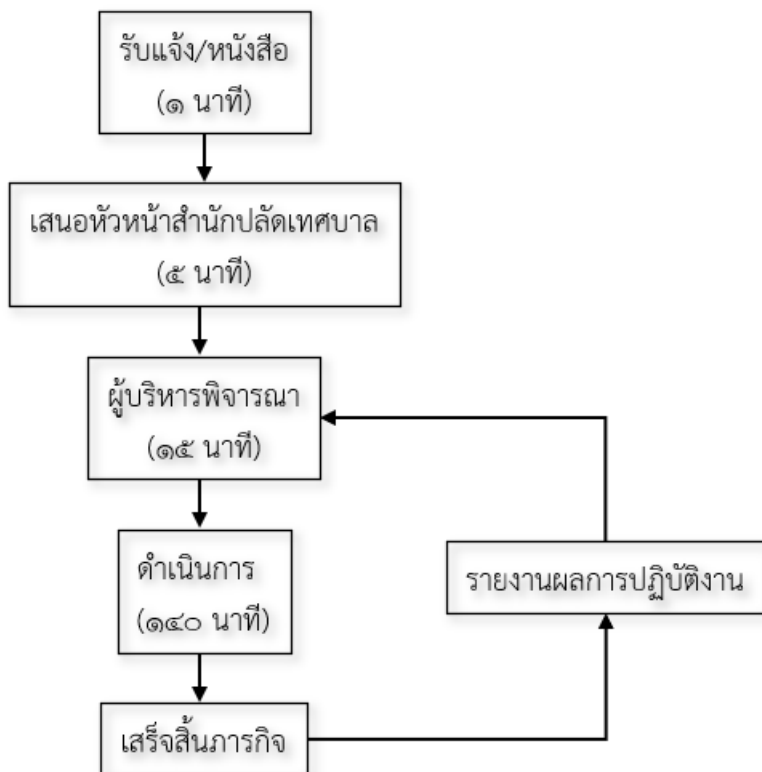 รับแจ้ง/หนังสือ
(๑ นาที)
เสนอหัวหน้าสำนักปลัดเทศบาล
(๕ นาที)
ผู้บริหารพิจารณา
(๑๕ นาที)
ดำเนินการ
(๑๔๐ นาที)
รายงานผลการปฏิบัติงาน
เสร็จสิ้นภารกิจ